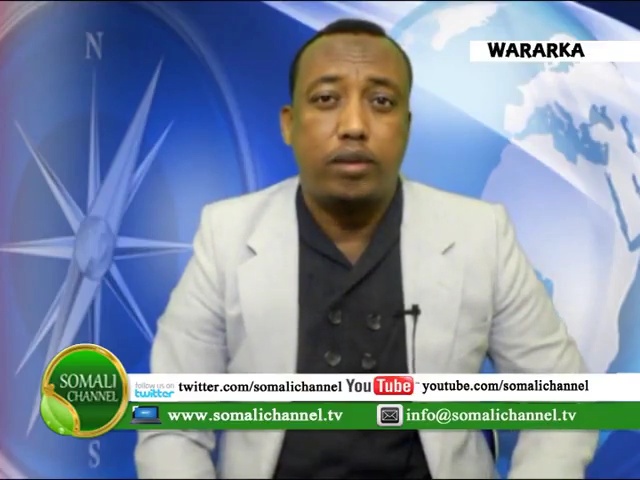 N
WARARKA
SOMALI
CHANNEL
follow us on
twitter
twitter.com/somalichannel YouTube youtube.com/somalichannel
www.somalichannel.tv info@somalichannel.tv
S